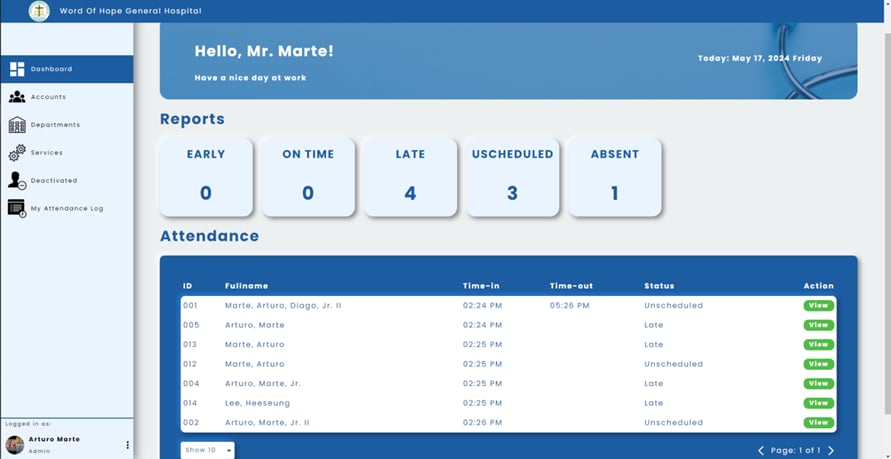 Word Of Hope General Hospital
Dashboard
Accounts
Departments
Services
Deactivated
My Attendance Log
Logged in as:
Arturo Marte
Admin
Hello, Mr. Marte!
Have a nice day at work
Today: May 17, 2024 Friday
Reports
EARLY ON TIME LATE USCHEDULED ABSENT
0 0 4 3 1
Attendance
ID Fullname Time-in Time-out Status Action
001 Marte, Arturo, Diago, Jr. II 02:24 PM 05:26 PM Unscheduled View
005 Arturo, Marte 02:24 PM Late View
013 Marte, Arturo 02:25 PM Late View
012 Marte, Arturo 02:25 PM Unscheduled View
004 Arturo, Marte, Jr. 02:25 PM Late View
014 Lee, Heeseung 02:25 PM Late View
002 Arturo, Marte, Jr. II 02:26 PM Unscheduled View
Show 10 Page: 1 of 1